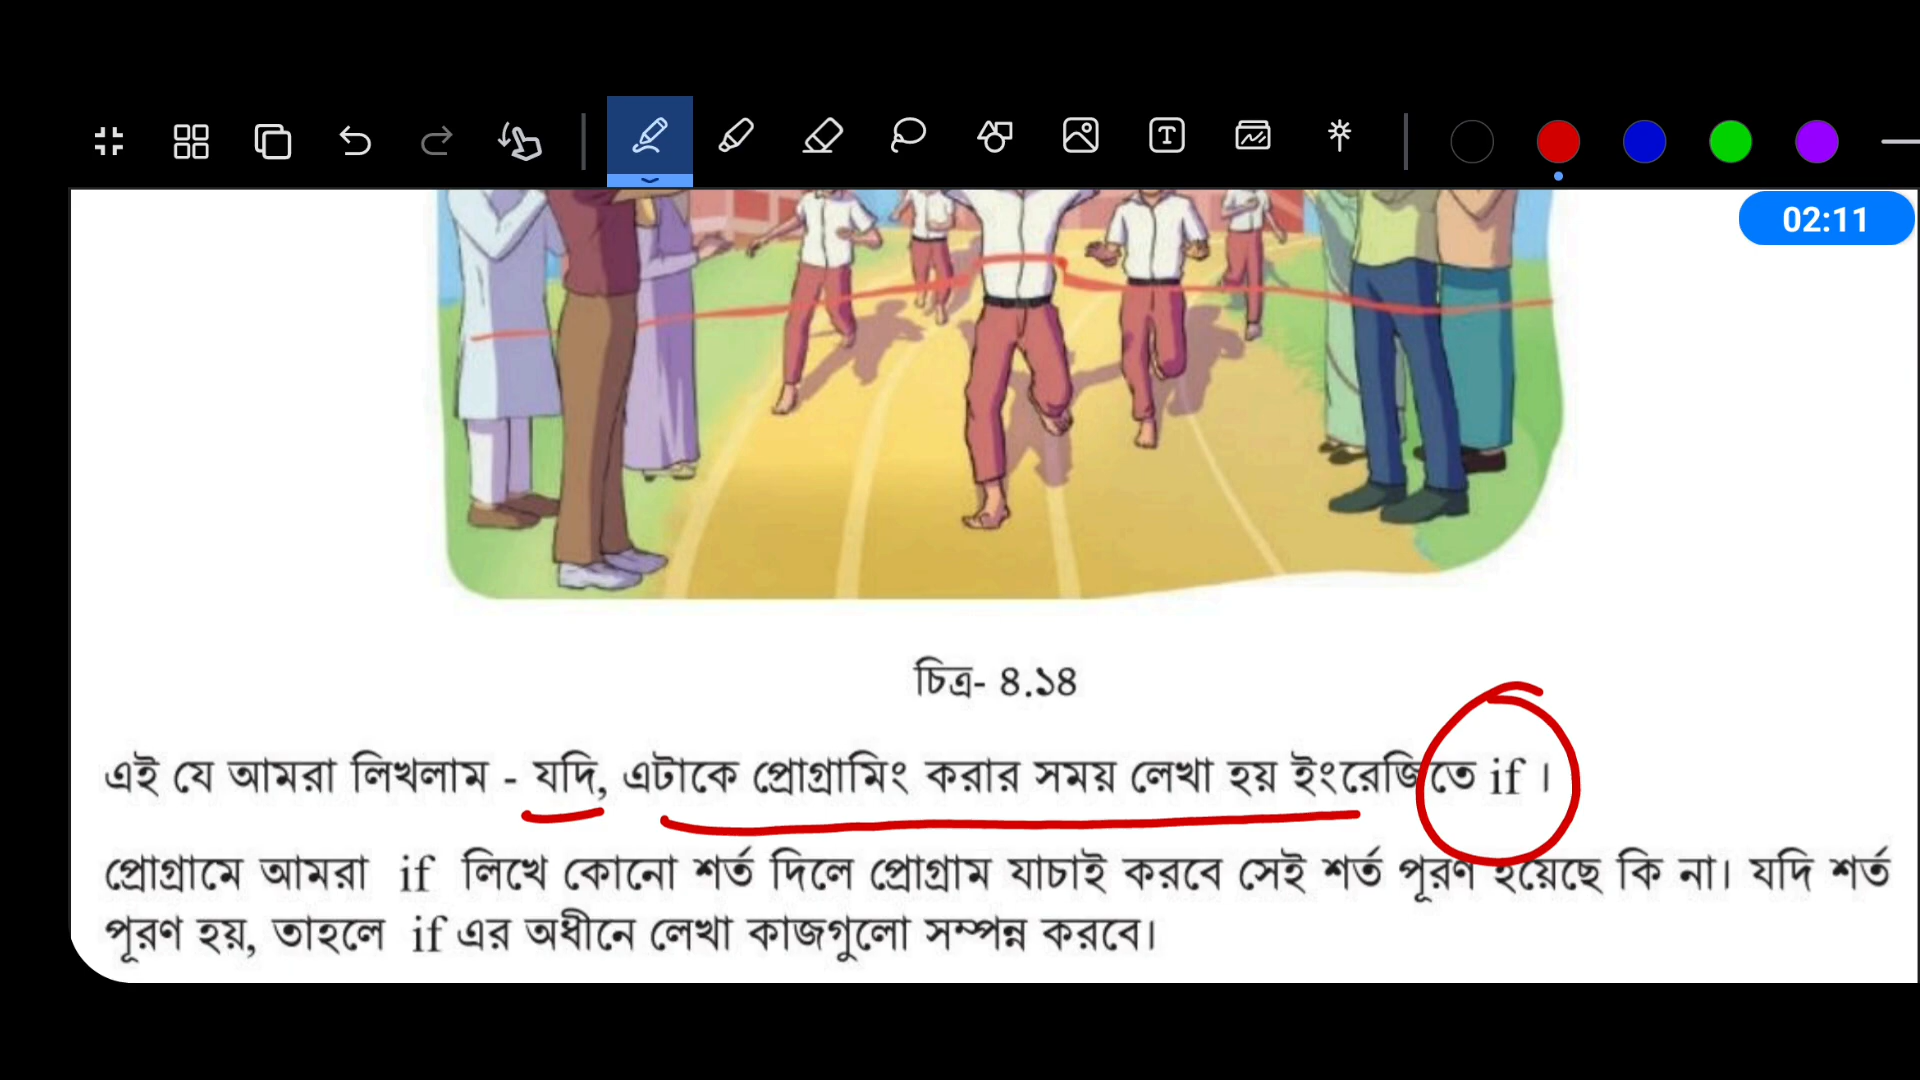 02:11
চিত্র- ৪.১৪
এই যে আমরা লিখলাম - যদি, এটাকে প্রোগ্রামিং করার সময় লেখা হয় ইংরেজিতে if ।
প্রোগ্রামে আমরা if লিখে কোনো শর্ত দিলে প্রোগ্রাম যাচাই করবে সেই শর্ত পূরণ হয়েছে কি না। যদি শর্ত
পূরণ হয়, তাহলে if এর অধীনে লেখা কাজগুলো সম্পন্ন করবে।